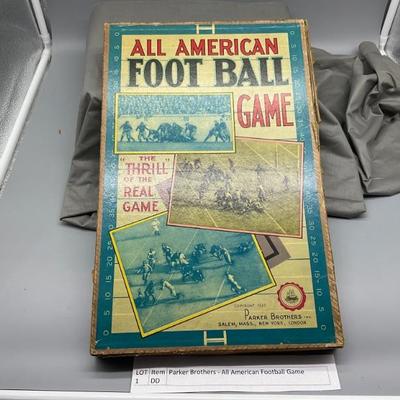 ALL AMERICAN
FOOT BALL
GAME
"THE
THRILL"
OF THE
REAL
GAME
PARKER BROTHERS INC.
SALEM, MASS., NEW YORK, LONDON
LOT Item Parker Brothers - All American Football Game
1 DD